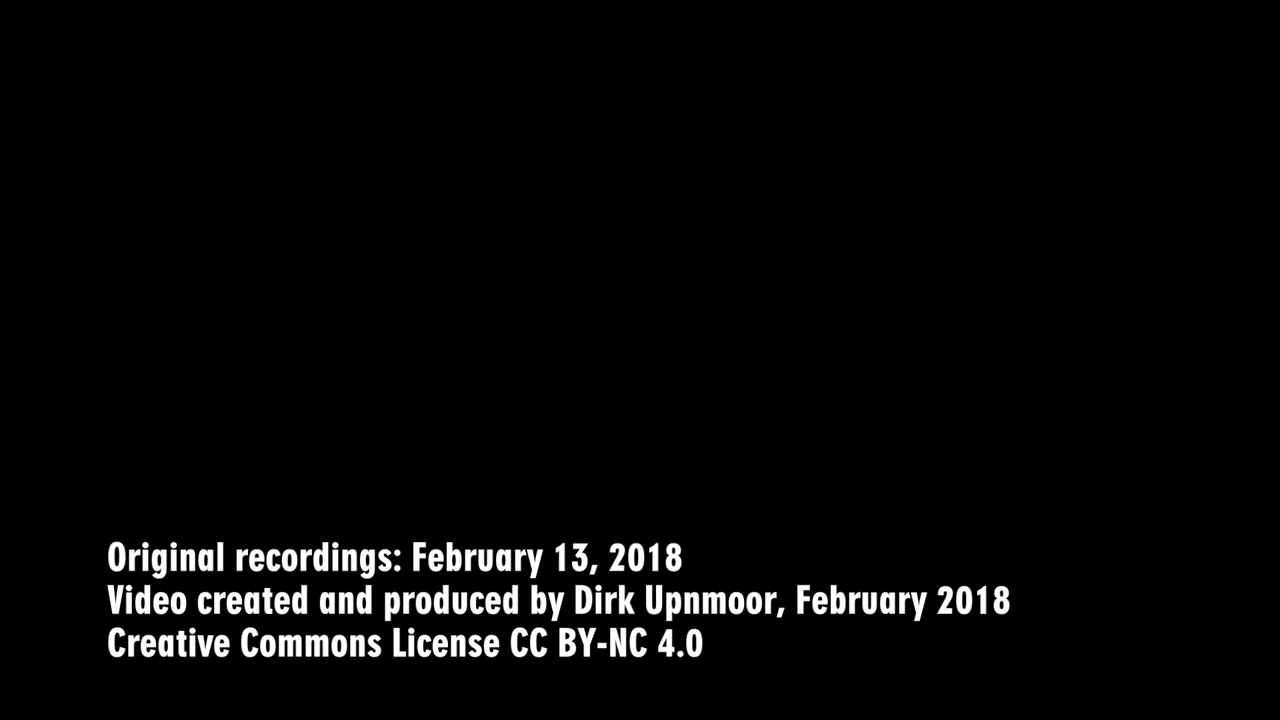 Original recordings: February 13, 2018
Video created and produced by Dirk Upnmoor, February 2018
Creative Commons License CC BY-NC 4.0